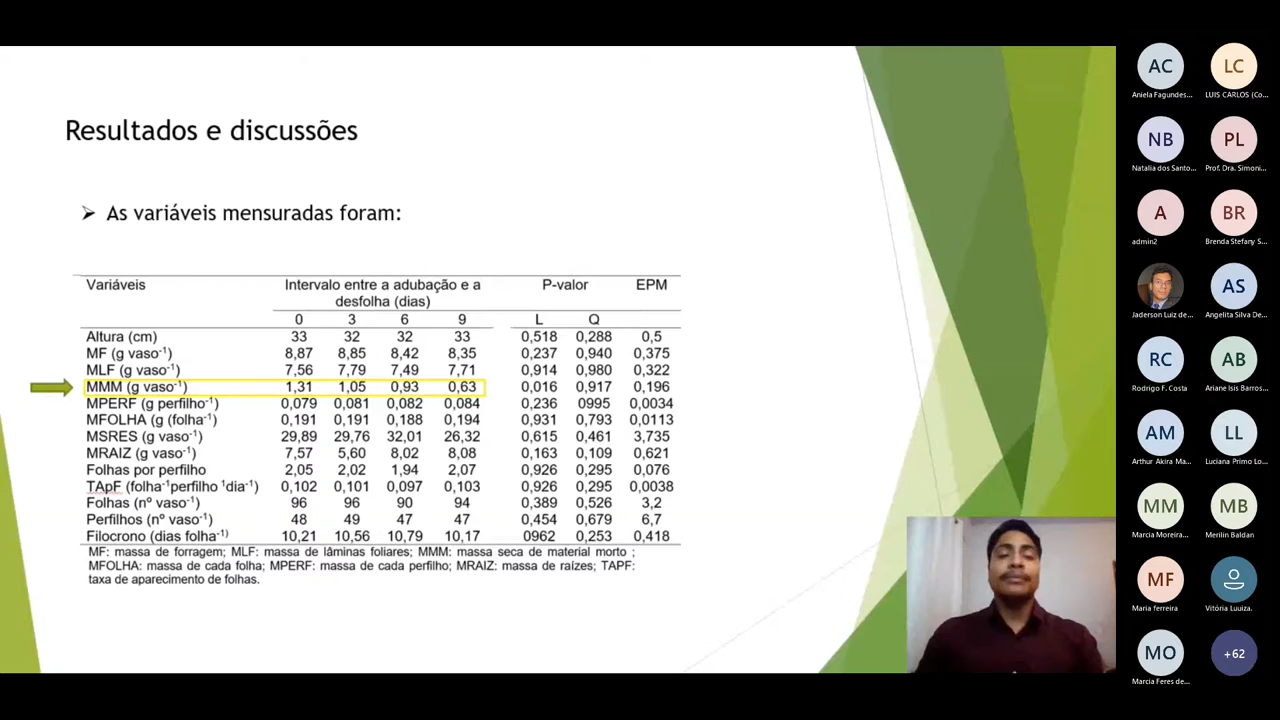 Resultados e discussões
➢ As variáveis mensuradas foram:
Variáveis Intervalo entre a adubação e a desfolha (dias) P-valor EPM
0 3 6 9 L Q
Altura (cm) 33 32 32 33 0,518 0,288 0,5
MF (g vaso⁻¹) 8,87 8,85 8,42 8,35 0,237 0,940 0,375
MLF (g vaso⁻¹) 7,56 7,79 7,49 7,71 0,914 0,980 0,322
MMM (g vaso⁻¹) 1,31 1,05 0,93 0,63 0,016 0,917 0,196
MPERF (g perfilho⁻¹) 0,079 0,081 0,082 0,084 0,236 0995 0,0034
MFOLHA (g (folha⁻¹) 0,191 0,191 0,188 0,194 0,931 0,793 0,0113
MSRES (g vaso⁻¹) 29,89 29,76 32,01 26,32 0,615 0,461 3,735
MRAIZ (g vaso⁻¹) 7,57 5,60 8,02 8,08 0,163 0,109 0,621
Folhas por perfilho 2,05 2,02 1,94 2,07 0,926 0,295 0,076
TApF (folha⁻¹perfilho ¹dia⁻¹) 0,102 0,101 0,097 0,103 0,926 0,295 0,0038
Folhas (nº vaso⁻¹) 96 96 90 94 0,389 0,526 3,2
Perfilhos (nº vaso⁻¹) 48 49 47 47 0,454 0,679 6,7
Filocrono (dias folha⁻¹) 10,21 10,56 10,79 10,17 0962 0,253 0,418
MF: massa de forragem; MLF: massa de lâminas foliares; MMM: massa seca de material morto ;
MFOLHA: massa de cada folha; MPERF: massa de cada perfilho; MRAIZ: massa de raízes; TAPF:
taxa de aparecimento de folhas.
AC LC
Aniela Fagundes... LUIS CARLOS (Co...
NB PL
Natalia dos Santo... Prof. Dra. Simoni...
A BR
admin2 Brenda Stefany S...
AS
Jaderson Luiz de... Angelita Silva De...
RC AB
Rodrigo F. Costa Ariane Isis Barros...
AM LL
Arthur Akira Ma... Luciana Primo Lo...
MM MB
Marcia Moreira... Merilin Baldan
MF
Maria ferreira Vitória Luuiza.
MO +62
Marcia Feres de...